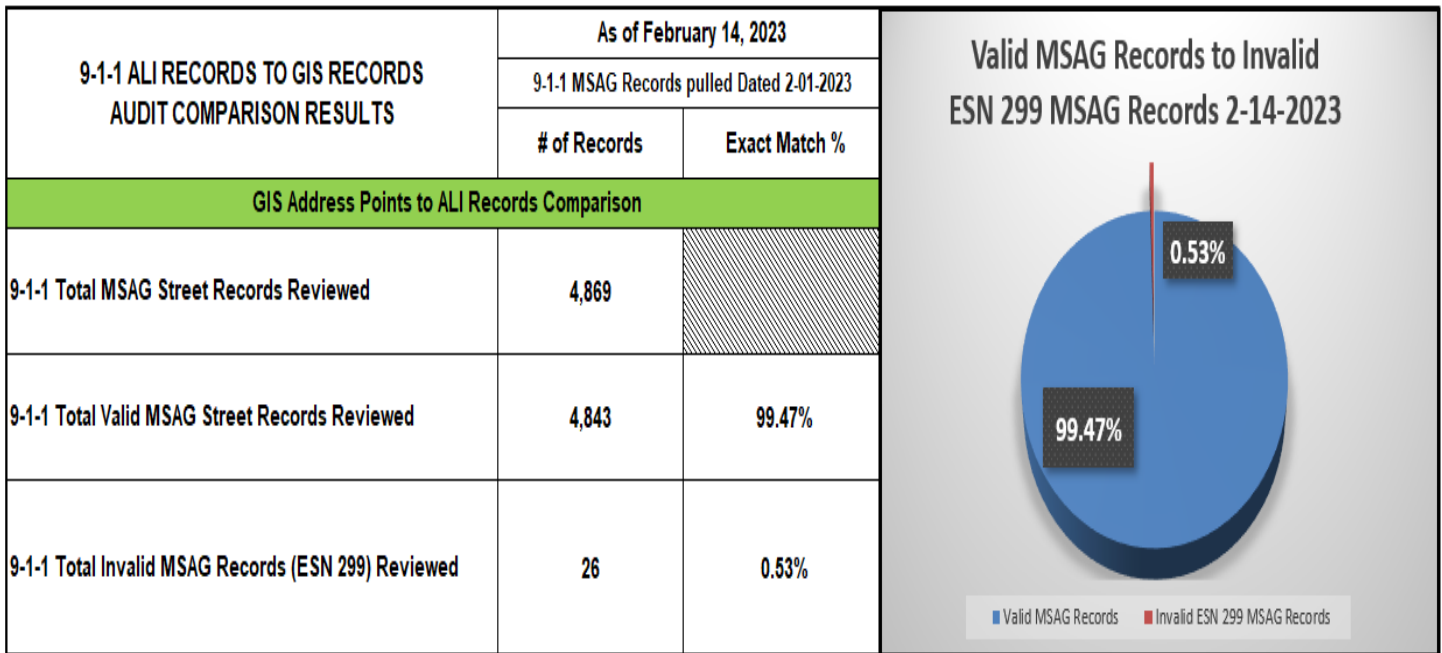 9-1-1 ALI RECORDS TO GIS RECORDS
AUDIT COMPARISON RESULTS
As of February 14, 2023
9-1-1 MSAG Records pulled Dated 2-01-2023
# of Records
Exact Match %
GIS Address Points to ALI Records Comparison
9-1-1 Total MSAG Street Records Reviewed
4,869
9-1-1 Total Valid MSAG Street Records Reviewed
4,843
99.47%
9-1-1 Total Invalid MSAG Records (ESN 299) Reviewed
26
0.53%
Valid MSAG Records to Invalid
ESN 299 MSAG Records 2-14-2023
0.53%
99.47%
Valid MSAG Records
Invalid ESN 299 MSAG Records